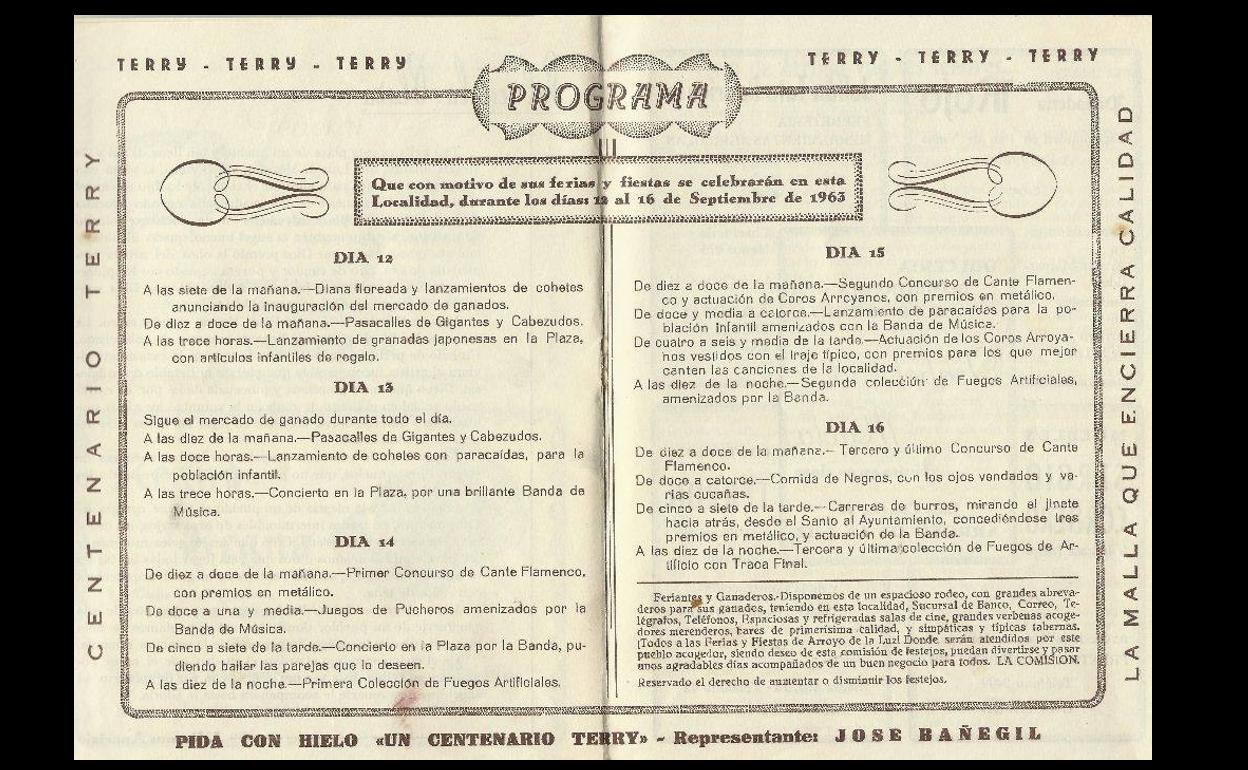 TERRY - TERRY - TERRY
TERRY - TERRY - TERRY
PROGRAMA
Que con motivo de sus ferias y fiestas se celebrarán en esta
Localidad, durante los días: 12 al 16 de Septiembre de 1963
CENTENARIO TERRY
DIA 12
A las siete de la mañana.—Diana floreada y lanzamientos de cohetes
anunciando la inauguración del mercado de ganados.
De diez a doce de la mañana.—Pasacalles de Gigantes y Cabezudos.
A las trece horas.—Lanzamiento de granadas japonesas en la Plaza,
con artículos infantiles de regalo.
DIA 13
Sigue el mercado de ganado durante todo el día.
A las diez de la mañana.—Pasacalles de Gigantes y Cabezudos.
A las doce horas.—Lanzamiento de cohetes con paracaídas, para la
población infantil.
A las trece horas.—Concierto en la Plaza, por una brillante Banda de
Música.
DIA 14
De diez a doce de la mañana.—Primer Concurso de Cante Flamenco,
con premios en metálico.
De doce a una y media.—Juegos de Pucheros amenizados por la
Banda de Música.
De cinco a siete de la tarde.—Concierto en la Plaza por la Banda, pu-
diendo bailar las parejas que lo deseen.
A las diez de la noche.—Primera Colección de Fuegos Artificiales.
DIA 15
De diez a doce de la mañana.—Segundo Concurso de Cante Flamen-
co y actuación de Coros Arroyanos, con premios en metálico.
De doce y media a catorce.—Lanzamiento de paracaídas para la po-
blación Infantil amenizados con la Banda de Música.
De cuatro a seis y media de la tarde.—Actuación de los Coros Arroya-
nos vestidos con el traje típico, con premios para los que mejor
canten las canciones de la localidad.
A las diez de la noche.—Segunda colección de Fuegos Artificiales,
amenizados por la Banda.
DIA 16
De diez a doce de la mañana.—Tercero y último Concurso de Cante
Flamenco.
De doce a catorce.—Comida de Negros, con los ojos vendados y va-
rias cucañas.
De cinco a siete de la tarde.—Carreras de burros, mirando el jinete
hacia atrás, desde el Santo al Ayuntamiento, concediéndose tres
premios en metálico, y actuación de la Banda.
A las diez de la noche.—Tercera y última colección de Fuegos de Ar-
tificio con Traca Final.
Feriantes y Ganaderos.-Disponemos de un espacioso rodeo, con grandes abreva-
deros para sus ganados, teniendo en esta localidad, Sucursal de Banco, Correo, Te-
légrafos, Teléfonos, Espaciosas y refrigeradas salas de cine, grandes verbenas acoge-
dores merenderos, bares de primerísima calidad, y simpáticas y típicas tabernas.
¡Todos a las Ferias y Fiestas de Arroyo de la Luz! Donde serán atendidos por este
pueblo acogedor, siendo deseo de esta comisión de festejos, puedan divertirse y pasar
unos agradables días acompañados de un buen negocio para todos. LA COMISION.
Reservado el derecho de aumentar o disminuir los festejos.
LA MALLA QUE ENCIERRA CALIDAD
PIDA CON HIELO «UN CENTENARIO TERRY» - Representante: JOSE BAÑEGIL